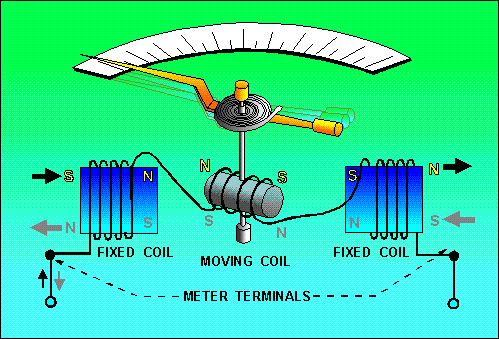 N S
S N N
S S
N S S N
S N
FIXED COIL MOVING COIL FIXED COIL
METER TERMINALS